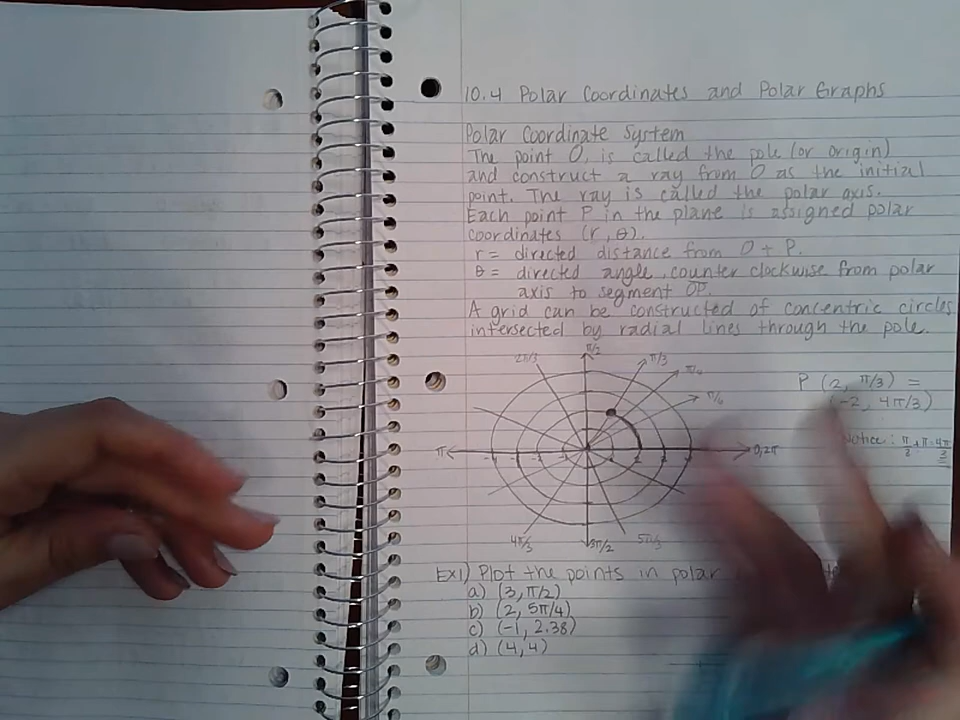 10.4 Polar Coordinates and Polar Graphs
Polar Coordinate System
The point O, is called the pole (or origin)
and construct a ray from O as the initial
point. The ray is called the polar axis.
Each point P in the plane is assigned polar
coordinates (r, θ).
r = directed distance from O + P.
θ = directed angle, counter clockwise from polar
axis to segment OP.
A grid can be constructed of concentric circles
intersected by radial lines through the pole.
π/2
2π/3
π/3
π/4
π/6
π
0,2π
4π/3
3π/2
5π/3
P (2, π/3) =
(-2, 4π/3)
Notice: π/3 + π = 4π/3
EX1) Plot the points in polar
a) (3, π/2)
b) (2, 5π/4)
c) (-1, 2.38)
d) (4, 4)